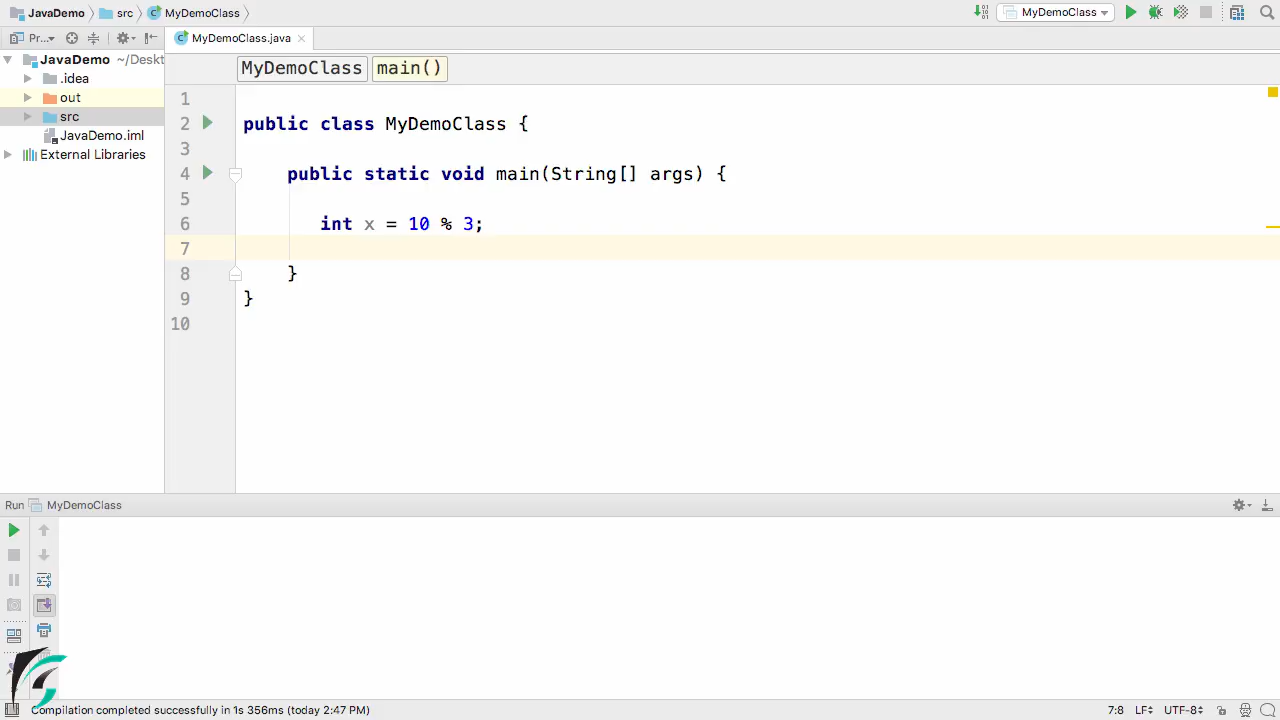 JavaDemo src MyDemoClass MyDemoClass
Pr... MyDemoClass.java
JavaDemo ~/Deskt
.idea
out
src
JavaDemo.iml
External Libraries
MyDemoClass main()
1
2 public class MyDemoClass {
3
4 public static void main(String[] args) {
5
6 int x = 10 % 3;
7
8 }
9 }
10
Run MyDemoClass
Compilation completed successfully in 1s 356ms (today 2:47 PM) 7:8 LF UTF-8